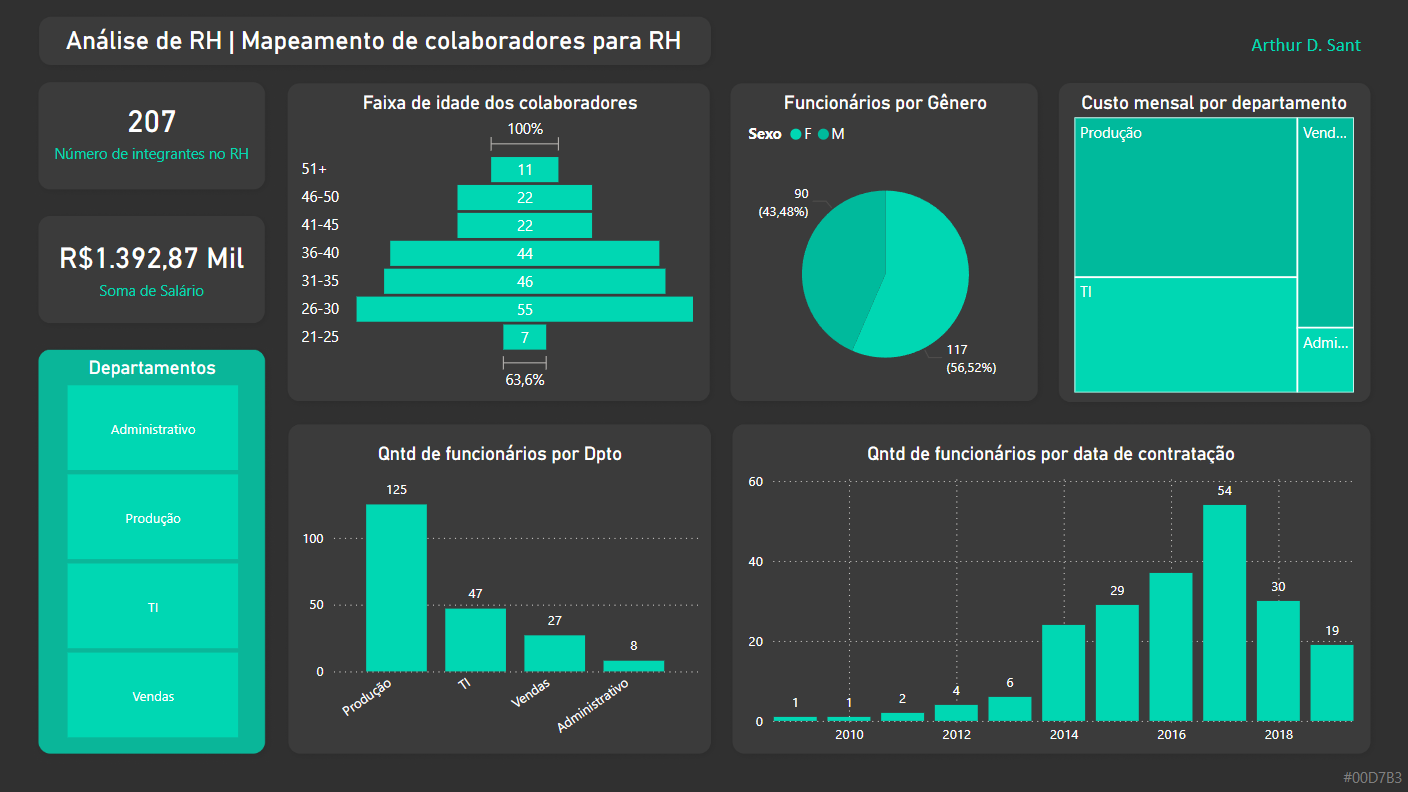 Análise de RH | Mapeamento de colaboradores para RH
Arthur D. Sant
207
Número de integrantes no RH
R$1.392,87 Mil
Soma de Salário
Departamentos
Administrativo
Produção
TI
Vendas
Faixa de idade dos colaboradores
100%
51+
11
46-50
22
41-45
22
36-40
44
31-35
46
26-30
55
21-25
7
63,6%
Funcionários por Gênero
Sexo F M
90
(43,48%)
117
(56,52%)
Custo mensal por departamento
Produção
Vend...
TI
Admi...
Qntd de funcionários por Dpto
125
100
47
50
27
8
0
Produção
TI
Vendas
Administrativo
Qntd de funcionários por data de contratação
60
54
40
29
30
20
19
1
1
2
4
6
0
2010
2012
2014
2016
2018
#00D7B3